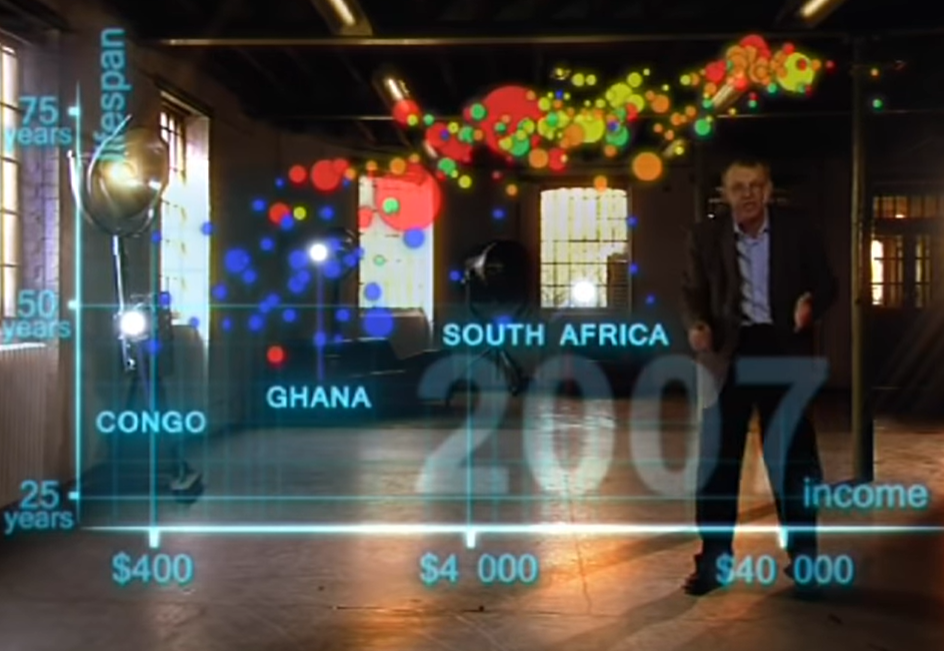 lifespan
75
years
50
years
SOUTH AFRICA
GHANA
CONGO
2007
25
years
income
$400
$4 000
$40 000